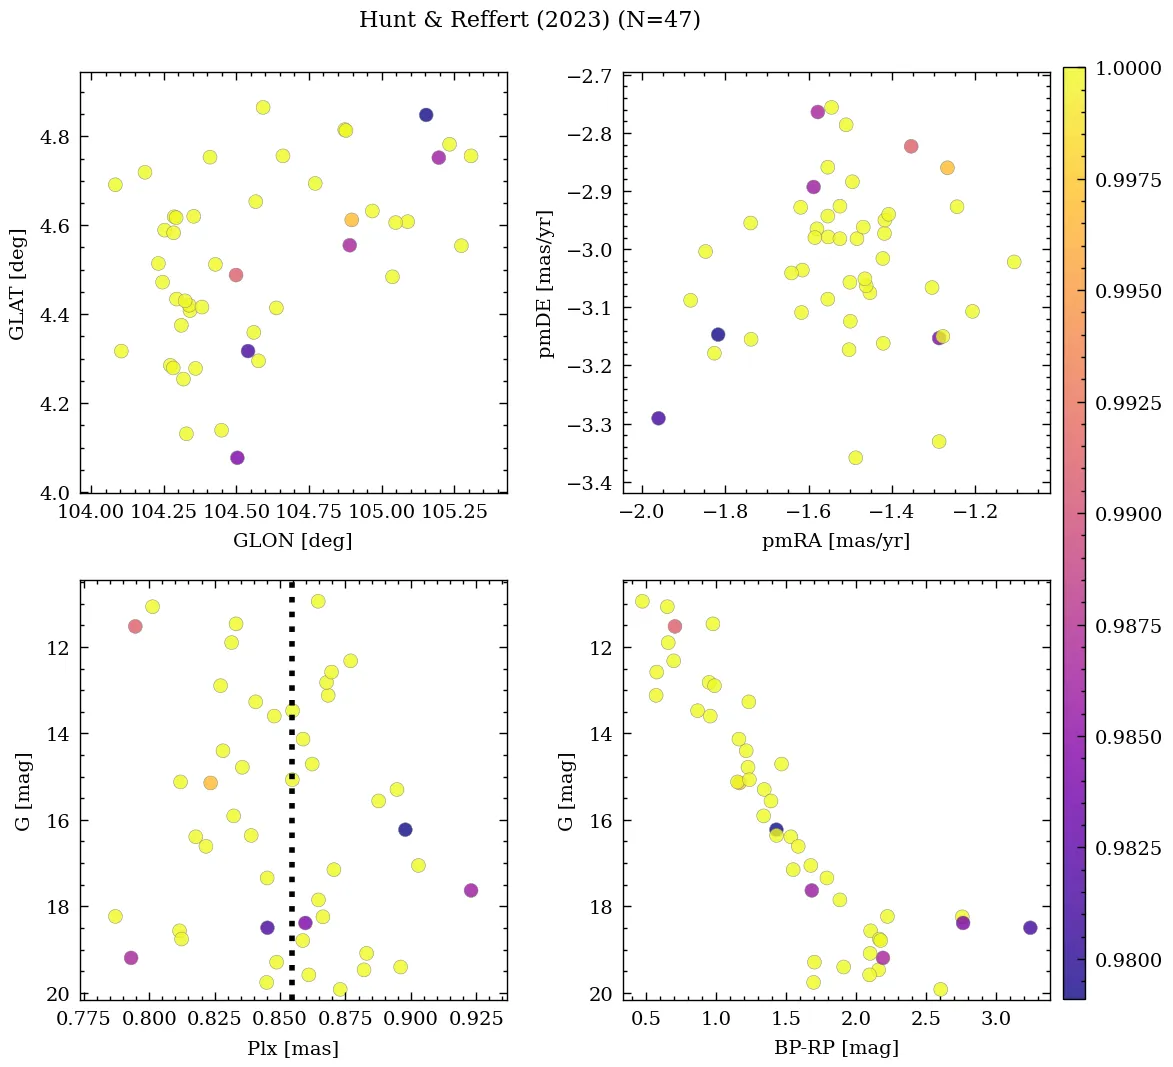 Hunt & Reffert (2023) (N=47)
4.8
4.6
4.4
4.2
4.0
GLAT [deg]
104.00 104.25 104.50 104.75 105.00 105.25
GLON [deg]
−2.7
−2.8
−2.9
−3.0
−3.1
−3.2
−3.3
−3.4
pmDE [mas/yr]
−2.0 −1.8 −1.6 −1.4 −1.2
pmRA [mas/yr]
12
14
16
18
20
G [mag]
0.775 0.800 0.825 0.850 0.875 0.900 0.925
Plx [mas]
12
14
16
18
20
G [mag]
0.5 1.0 1.5 2.0 2.5 3.0
BP-RP [mag]
1.0000
0.9975
0.9950
0.9925
0.9900
0.9875
0.9850
0.9825
0.9800